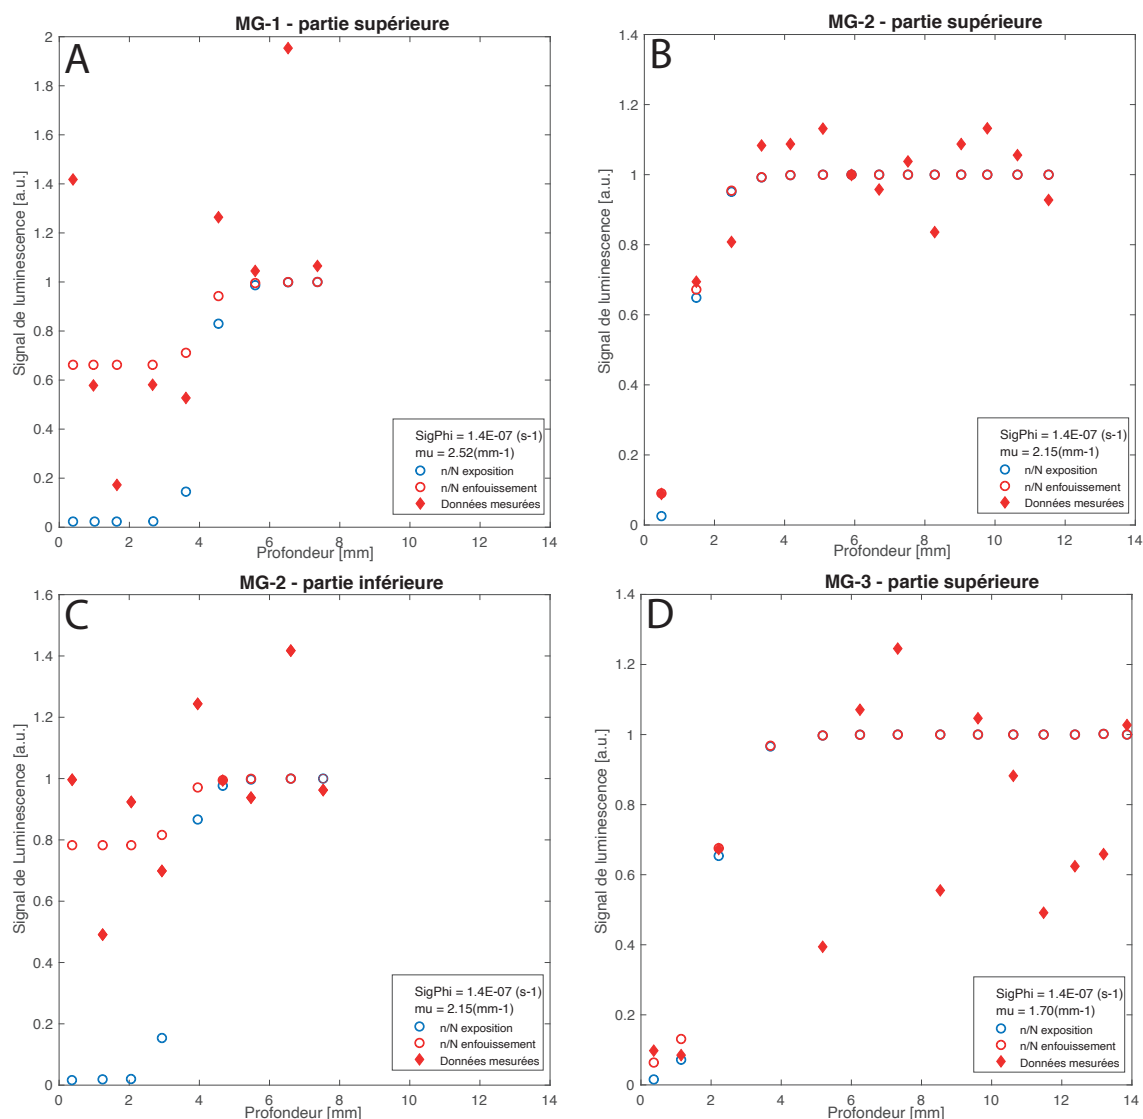 MG-1 - partie supérieure
A
Signal de luminescence [a.u.]
2
1.8
1.6
1.4
1.2
1
0.8
0.6
0.4
0.2
0
SigPhi = 1.4E-07 (s-1)
mu = 2.52(mm-1)
n/N exposition
n/N enfouissement
Données mesurées
0 2 4 6 8 10 12 14
Profondeur [mm]
MG-2 - partie supérieure
B
Signal de luminescence [a.u.]
1.4
1.2
1
0.8
0.6
0.4
0.2
0
SigPhi = 1.4E-07 (s-1)
mu = 2.15(mm-1)
n/N exposition
n/N enfouissement
Données mesurées
0 2 4 6 8 10 12 14
Profondeur [mm]
MG-2 - partie inférieure
C
Signal de Luminescence [a.u.]
1.6
1.4
1.2
1
0.8
0.6
0.4
0.2
0
SigPhi = 1.4E-07 (s-1)
mu = 2.15(mm-1)
n/N exposition
n/N enfouissement
Données mesurées
0 2 4 6 8 10 12 14
Profondeur [mm]
MG-3 - partie supérieure
D
Signal de luminescence [a.u.]
1.4
1.2
1
0.8
0.6
0.4
0.2
0
SigPhi = 1.4E-07 (s-1)
mu = 1.70(mm-1)
n/N exposition
n/N enfouissement
Données mesurées
0 2 4 6 8 10 12 14
Profondeur [mm]